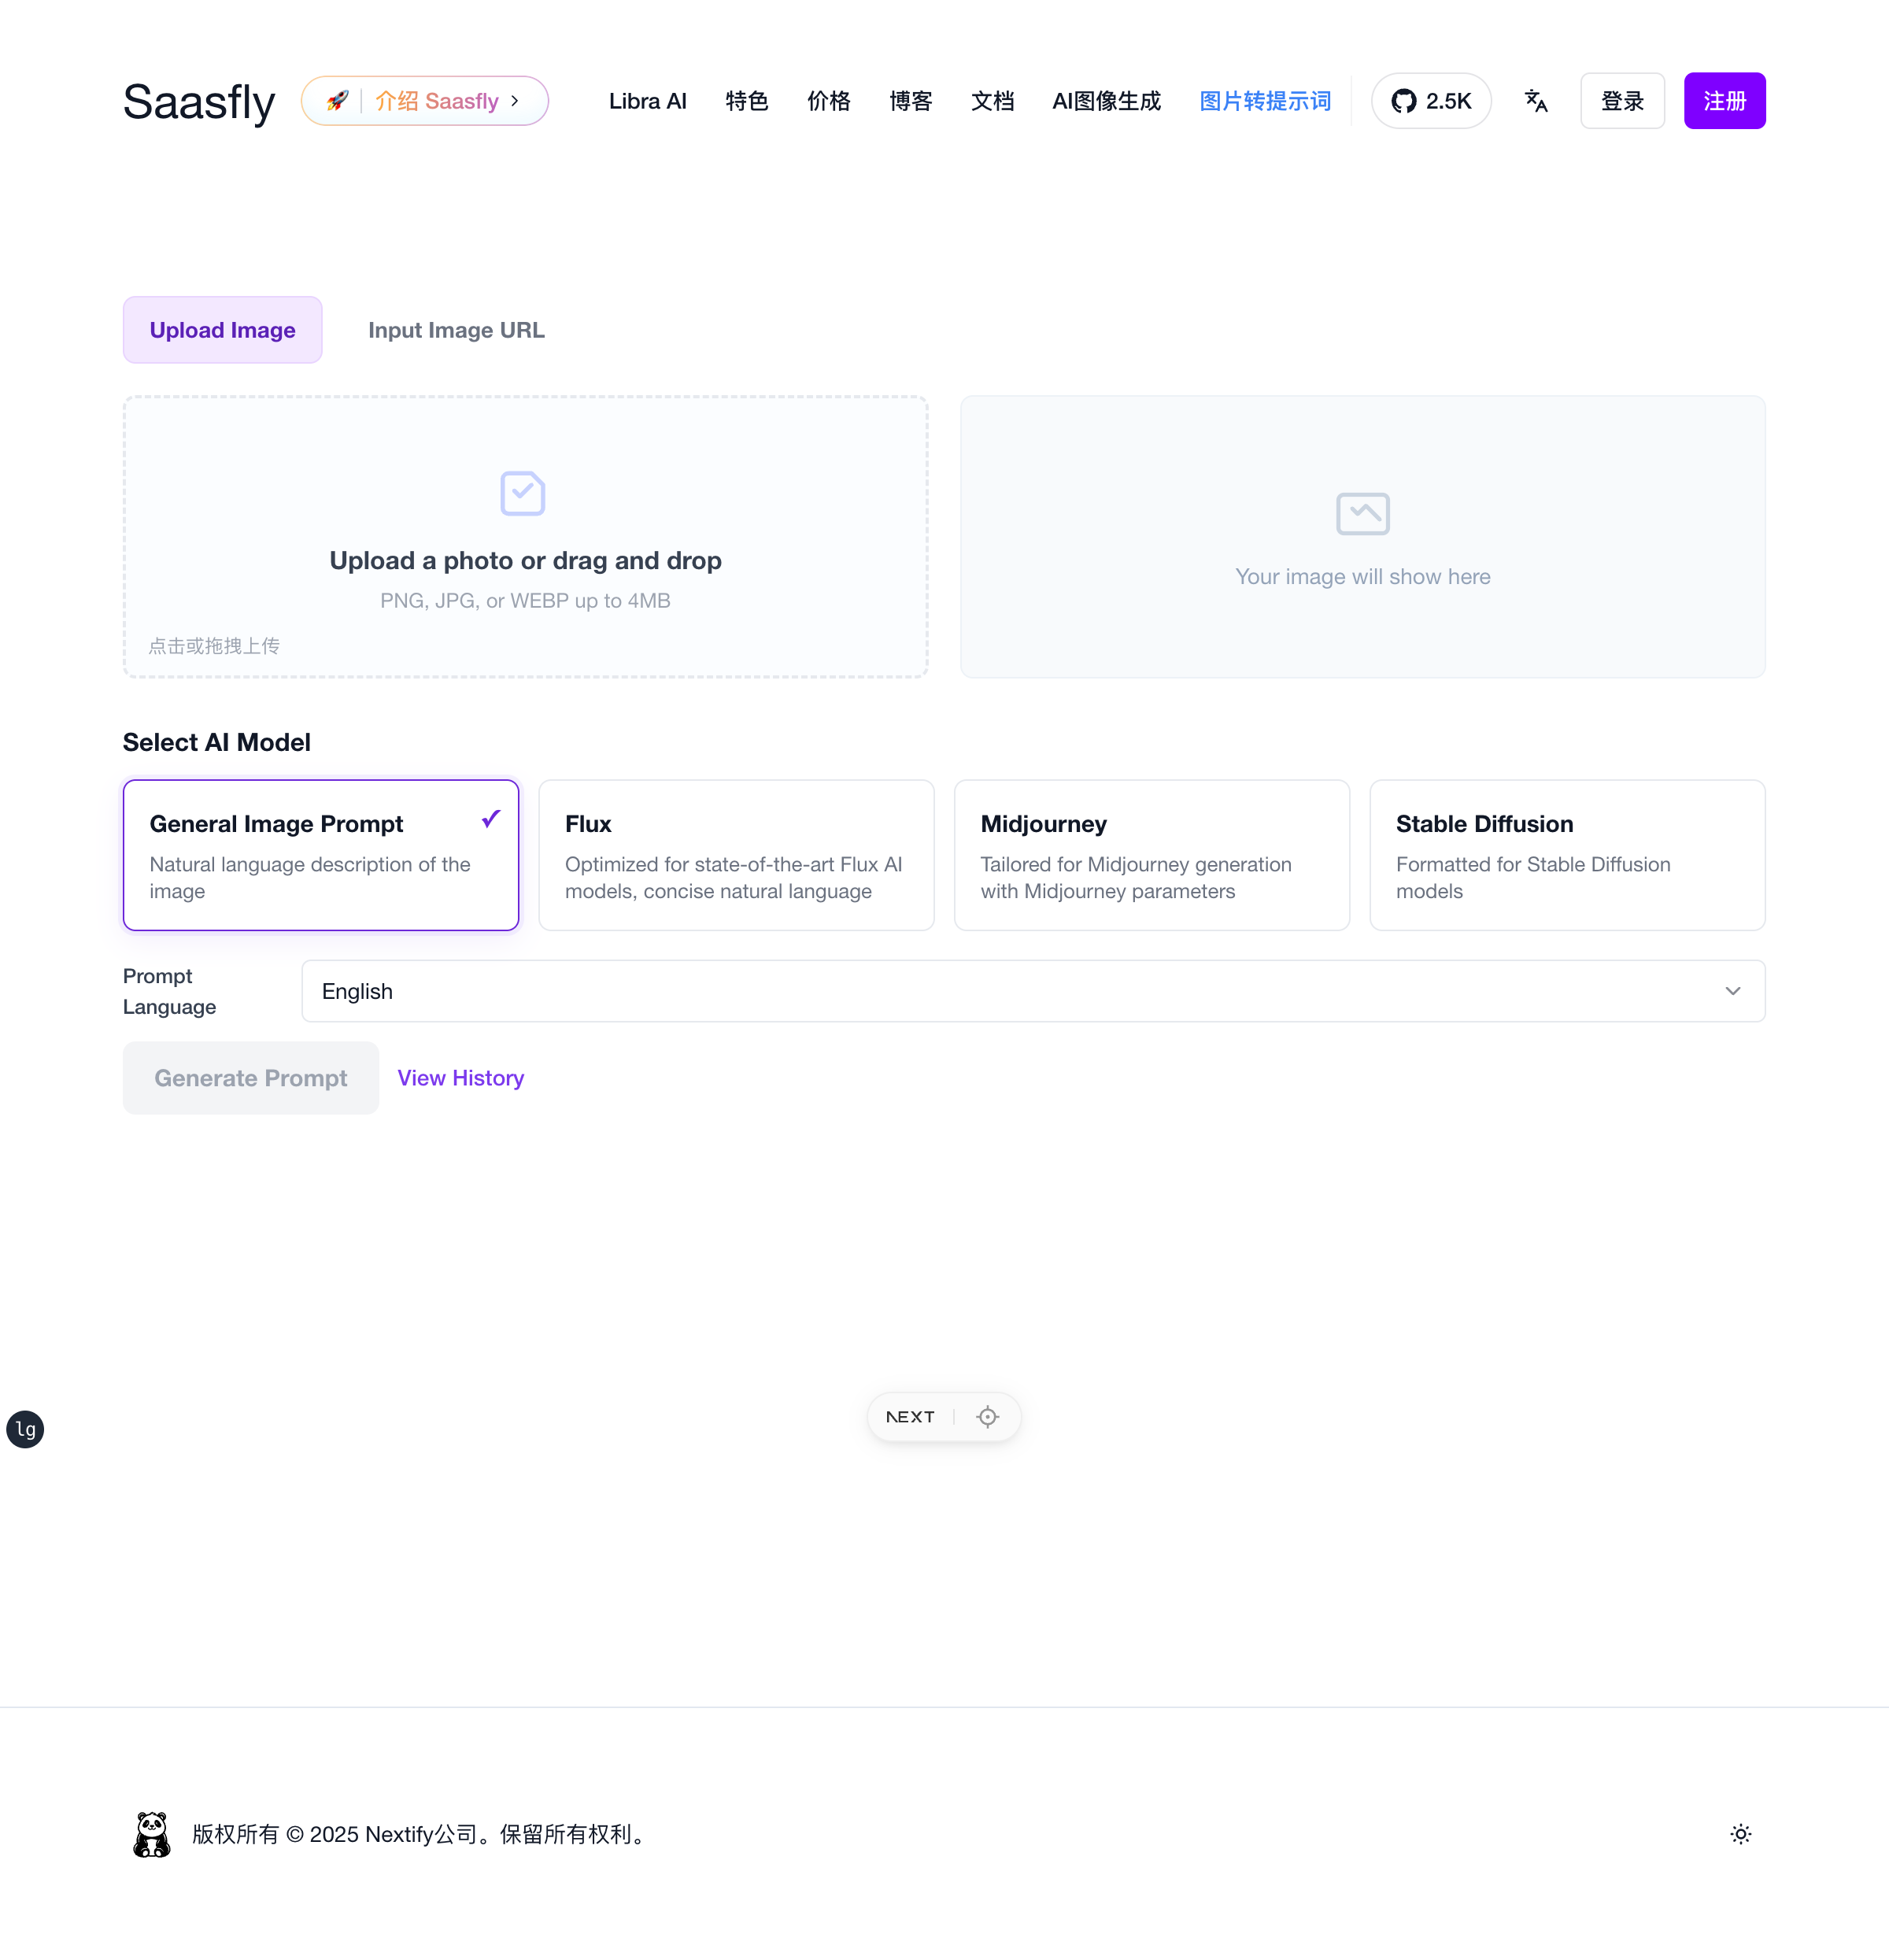 Saasfly
介绍 Saasfly
Libra AI
特色
价格
博客
文档
AI图像生成
图片转提示词
2.5K
登录
注册
Upload Image
Input Image URL
Upload a photo or drag and drop
PNG, JPG, or WEBP up to 4MB
点击或拖拽上传
Your image will show here
Select AI Model
General Image Prompt
Natural language description of the
image
Flux
Optimized for state-of-the-art Flux AI
models, concise natural language
Midjourney
Tailored for Midjourney generation
with Midjourney parameters
Stable Diffusion
Formatted for Stable Diffusion
models
Prompt
Language
English
Generate Prompt
View History
NEXT
lg
版权所有 © 2025 Nextify公司。保留所有权利。